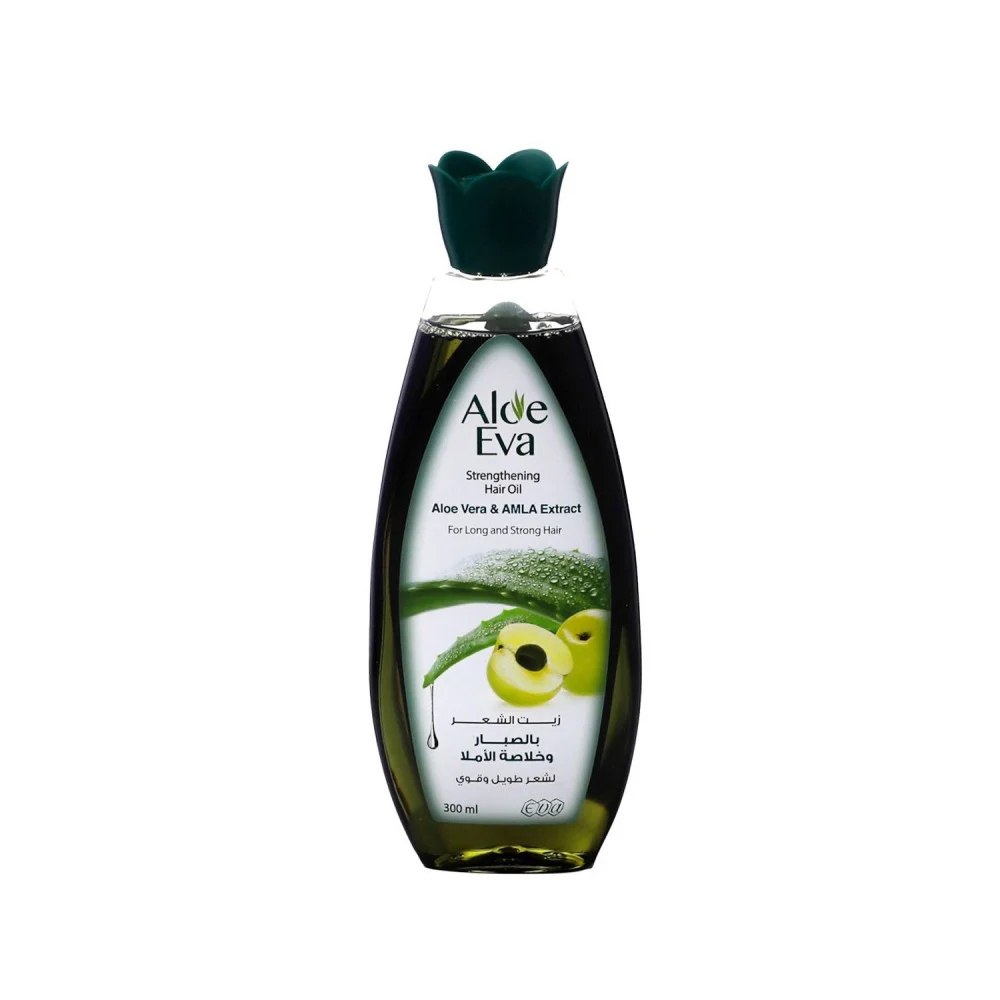 Aloe
Eva
Strengthening
Hair Oil
Aloe Vera & AMLA Extract
For Long and Strong Hair
زيت الشعر
بالصبار
وخلاصة الأملا
لشعر طويل وقوي
300 ml
eva